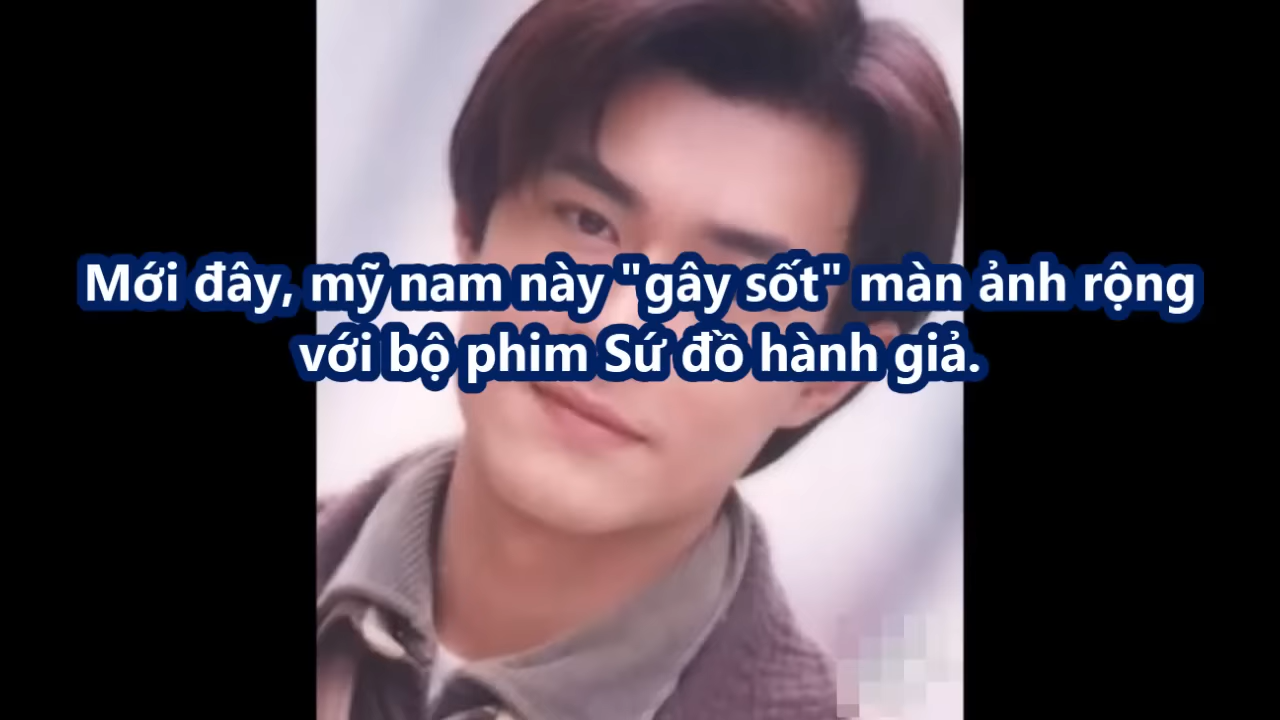 Mới đây, mỹ nam này "gây sốt" màn ảnh rộng
với bộ phim Sứ đồ hành giả.